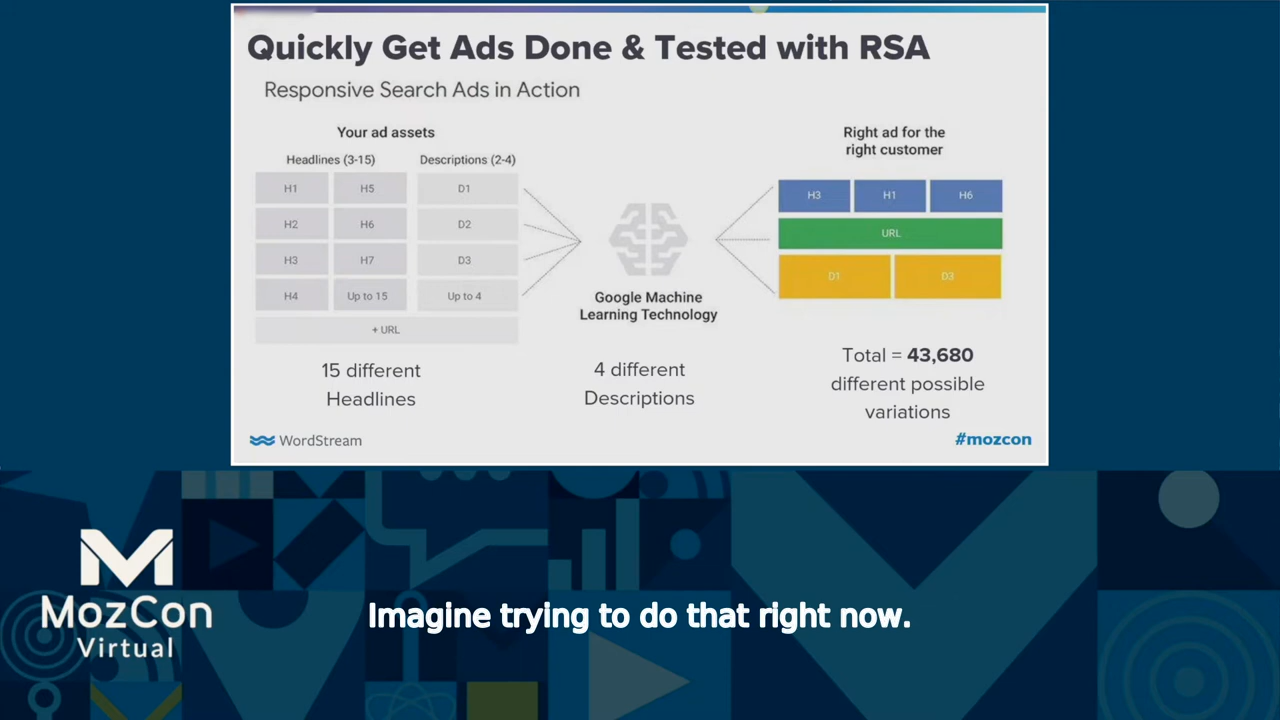 Quickly Get Ads Done & Tested with RSA
Responsive Search Ads in Action
Your ad assets
Headlines (3-15)
Descriptions (2-4)
H1
H5
D1
H2
H6
D2
H3
H7
D3
H4
Up to 15
Up to 4
+ URL
Google Machine
Learning Technology
Right ad for the
right customer
H3
H1
H6
URL
D1
D3
15 different
Headlines
4 different
Descriptions
Total = 43,680
different possible
variations
WordStream
#mozcon
MozCon
Virtual
Imagine trying to do that right now.